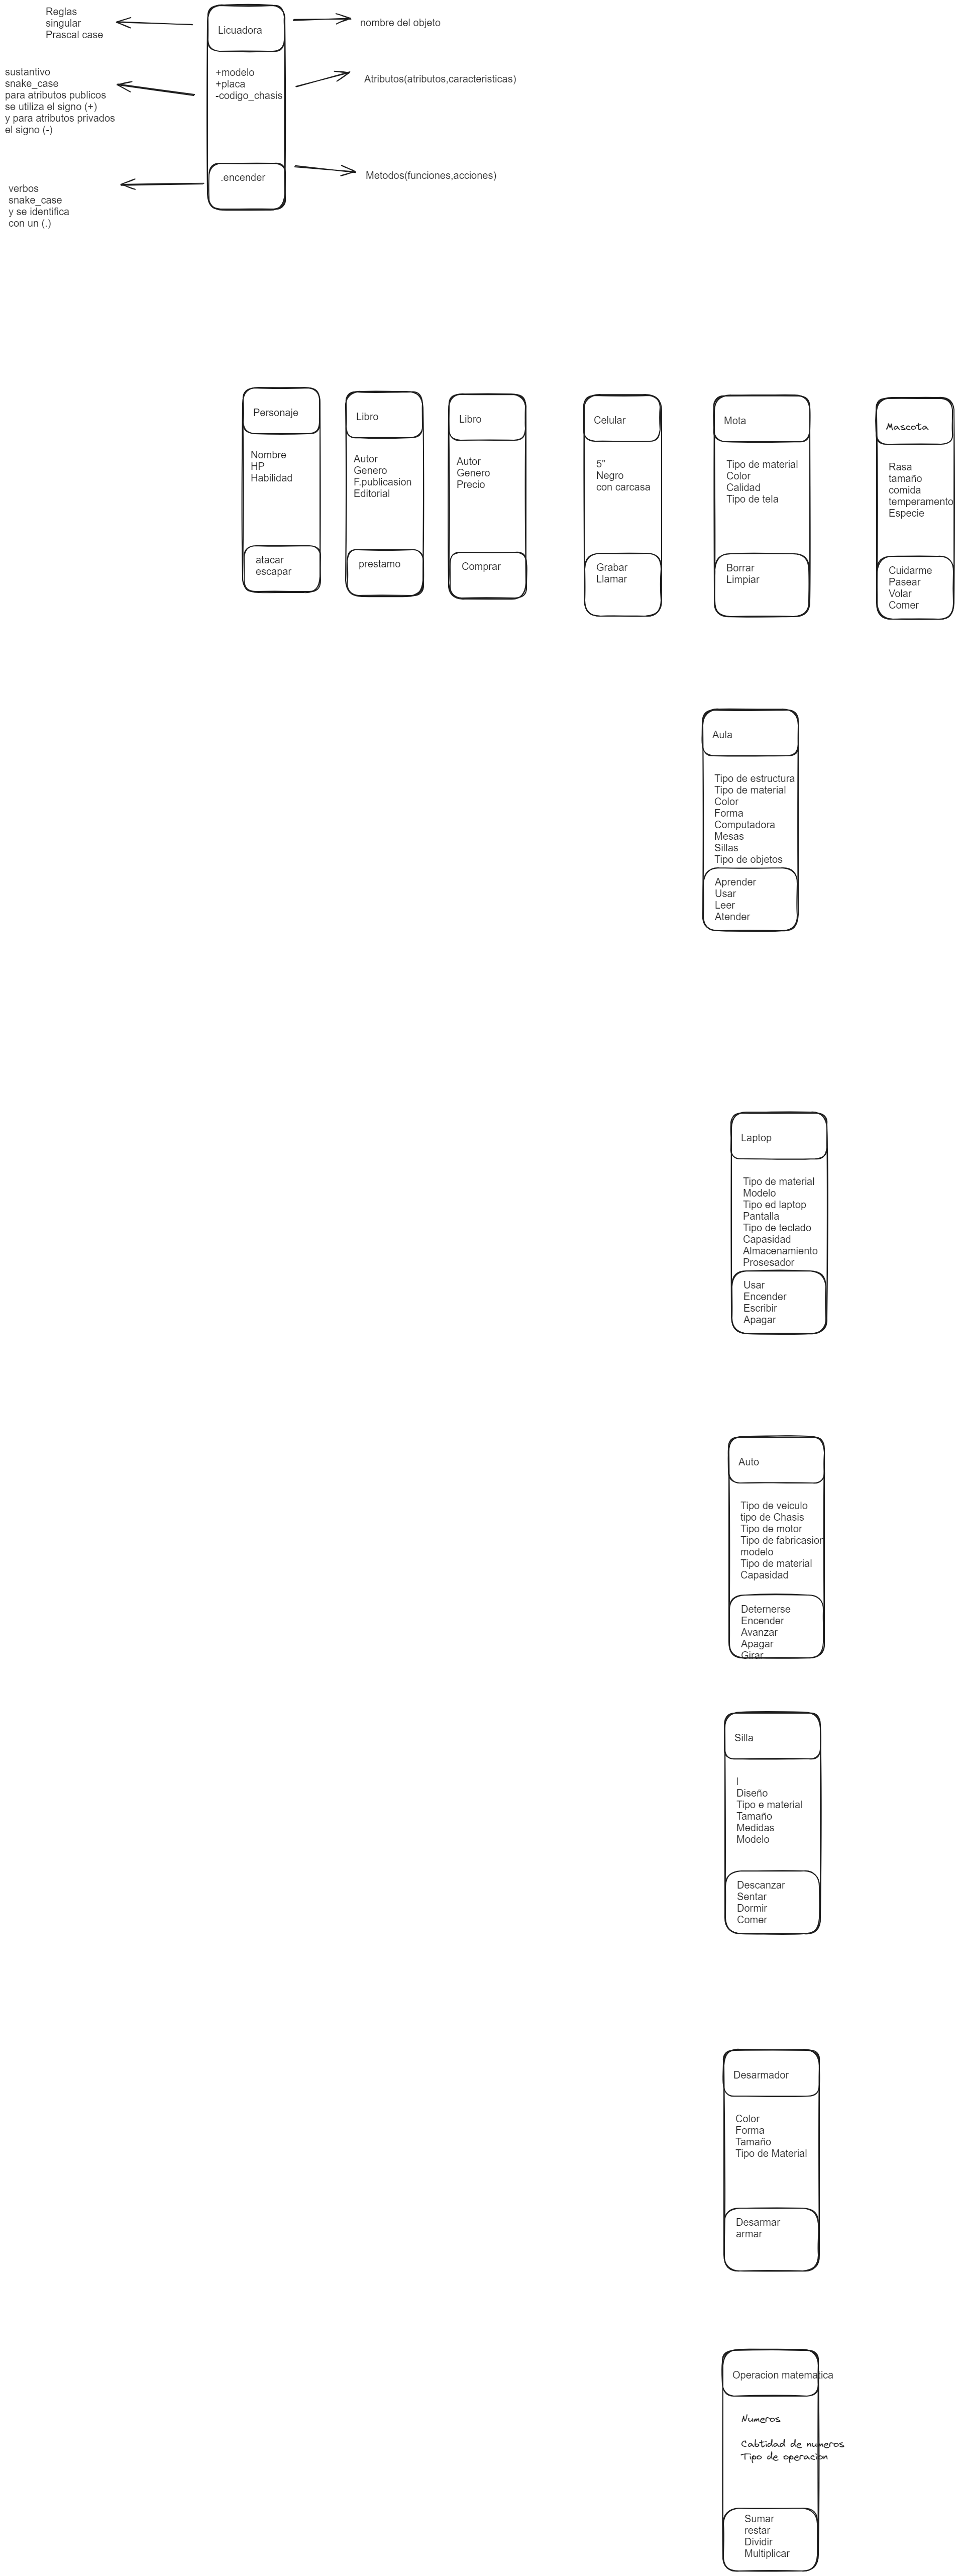 Reglas
singular
Prascal case
Licuadora
nombre del objeto
sustantivo
snake_case
para atributos publicos
se utiliza el signo (+)
y para atributos privados
el signo (-)
+modelo
+placa
-codigo_chasis
Atributos(atributos,caracteristicas)
verbos
snake_case
y se identifica
con un (.)
.encender
Metodos(funciones,acciones)
Personaje
Nombre
HP
Habilidad
atacar
escapar
Libro
Autor
Genero
F.publicasion
Editorial
prestamo
Libro
Autor
Genero
Precio
Comprar
Celular
5"
Negro
con carcasa
Grabar
Llamar
Mota
Tipo de material
Color
Calidad
Tipo de tela
Borrar
Limpiar
Mascota
Rasa
tamaño
comida
temperamento
Especie
Cuidarme
Pasear
Volar
Comer
Aula
Tipo de estructura
Tipo de material
Color
Forma
Computadora
Mesas
Sillas
Tipo de objetos
Aprender
Usar
Leer
Atender
Laptop
Tipo de material
Modelo
Tipo ed laptop
Pantalla
Tipo de teclado
Capasidad
Almacenamiento
Prosesador
Usar
Encender
Escribir
Apagar
Auto
Tipo de veiculo
tipo de Chasis
Tipo de motor
Tipo de fabricasion
modelo
Tipo de material
Capasidad
Deternerse
Encender
Avanzar
Apagar
Girar
Silla
l
Diseño
Tipo e material
Tamaño
Medidas
Modelo
Descanzar
Sentar
Dormir
Comer
Desarmador
Color
Forma
Tamaño
Tipo de Material
Desarmar
armar
Operacion matematica
Numeros
Cabtidad de numeros
Tipo de operacion
Sumar
restar
Dividir
Multiplicar